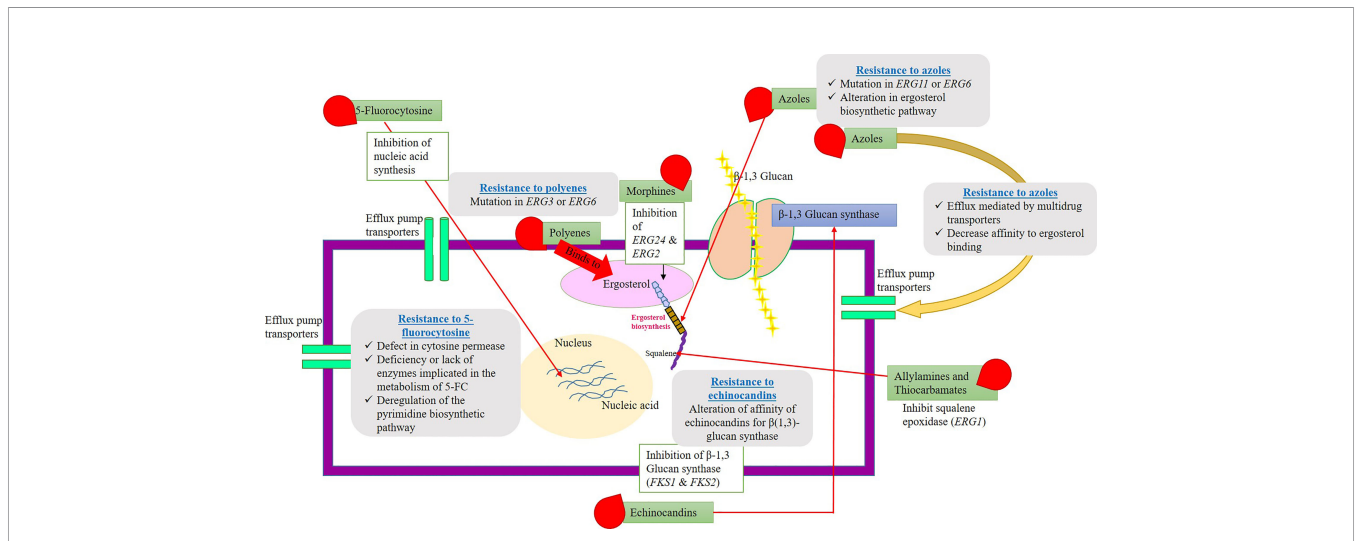 Resistance to azoles
✓ Mutation in ERG11 or ERG6
✓ Alteration in ergosterol
biosynthetic pathway
Azoles
5-Fluorocytosine
Azoles
Inhibition of
nucleic acid
synthesis
β-1,3 Glucan
Resistance to polyenes
Mutation in ERG3 or ERG6
Morphines
Resistance to azoles
✓ Efflux mediated by multidrug
transporters
✓ Decrease affinity to ergosterol
binding
Inhibition
of
ERG24 &
ERG2
β-1,3 Glucan synthase
Efflux pump
transporters
Polyenes
Binds to
Ergosterol
Efflux pump
transporters
Efflux pump
transporters
Ergosterol
biosynthesis
Resistance to 5-
fluorocytosine
✓ Defect in cytosine permease
✓ Deficiency or lack of
enzymes implicated in the
metabolism of 5-FC
✓ Deregulation of the
pyrimidine biosynthetic
pathway
Nucleus
Nucleic acid
Squalene
Resistance to
echinocandins
Alteration of affinity of
echinocandins for β(1,3)-
glucan synthase
Allylamines and
Thiocarbamates
Inhibit squalene
epoxidase (ERG1)
Inhibition of β-1,3
Glucan synthase
(FKS1 & FKS2)
Echinocandins